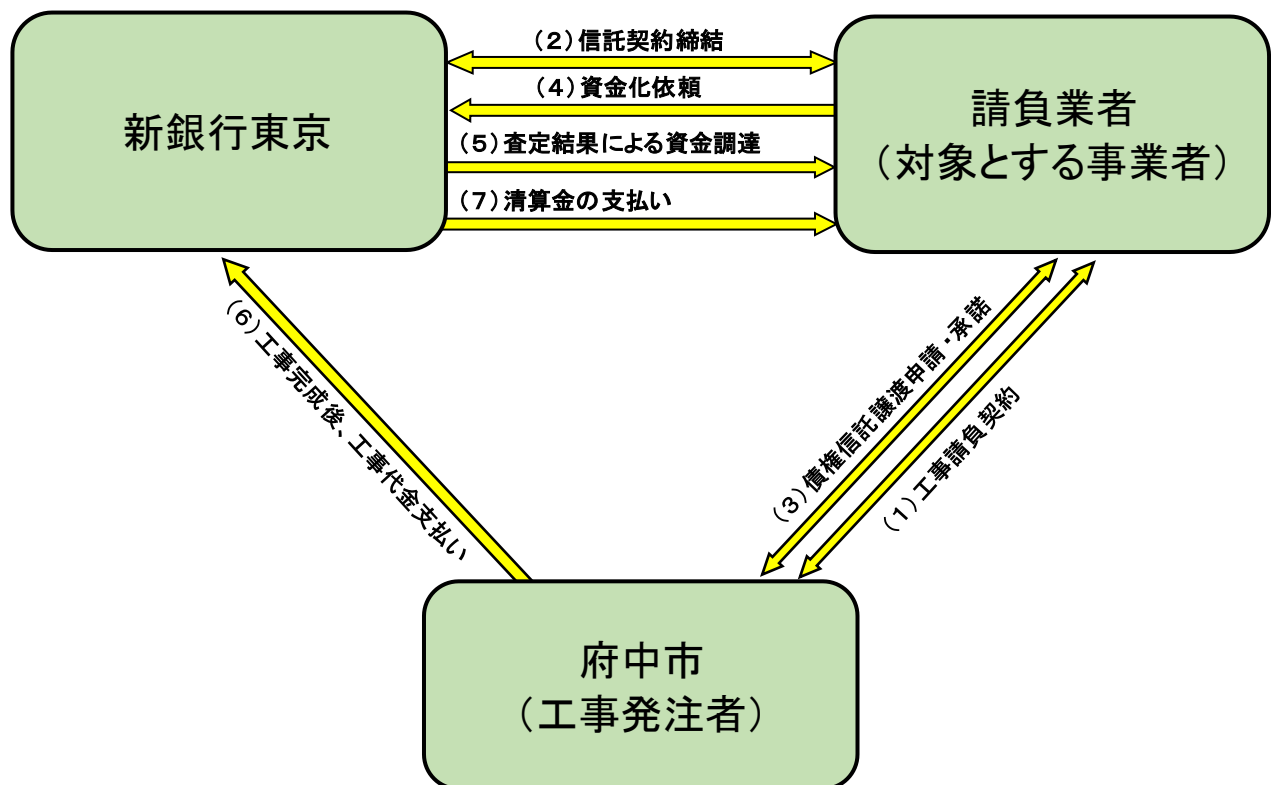 新銀行東京
(2)信託契約締結
(4)資金化依頼
(5)査定結果による資金調達
(7)清算金の支払い
請負業者
(対象とする事業者)
(6)工事完成後、工事代金支払い
(3)債権信託譲渡申請・承諾
(1)工事請負契約
府中市
(工事発注者)